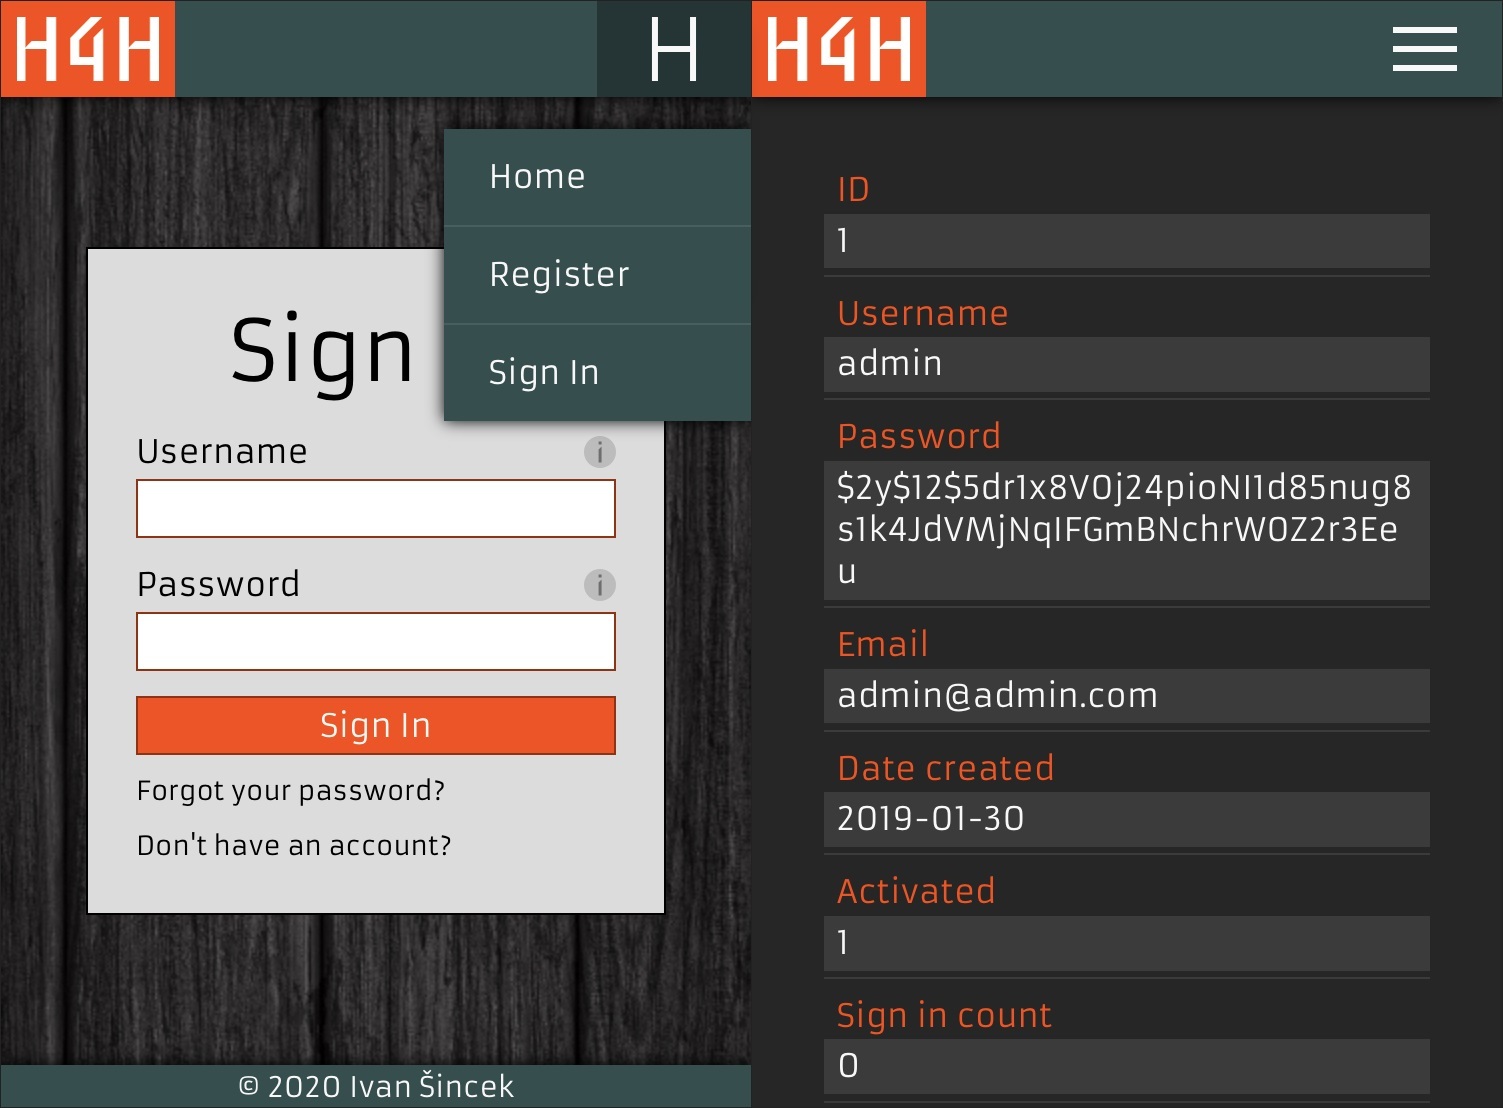 H4H
H
Home
Register
Sign In
Sign
Username
i
Password
i
Sign In
Forgot your password?
Don't have an account?
© 2020 Ivan Šincek
H4H
ID
1
Username
admin
Password
$2y$12$5dr1x8V0j24pioNI1d85nug8
s1k4JdVMjNqIFGmBNchrW0Z2r3Ee
u
Email
admin@admin.com
Date created
2019-01-30
Activated
1
Sign in count
0